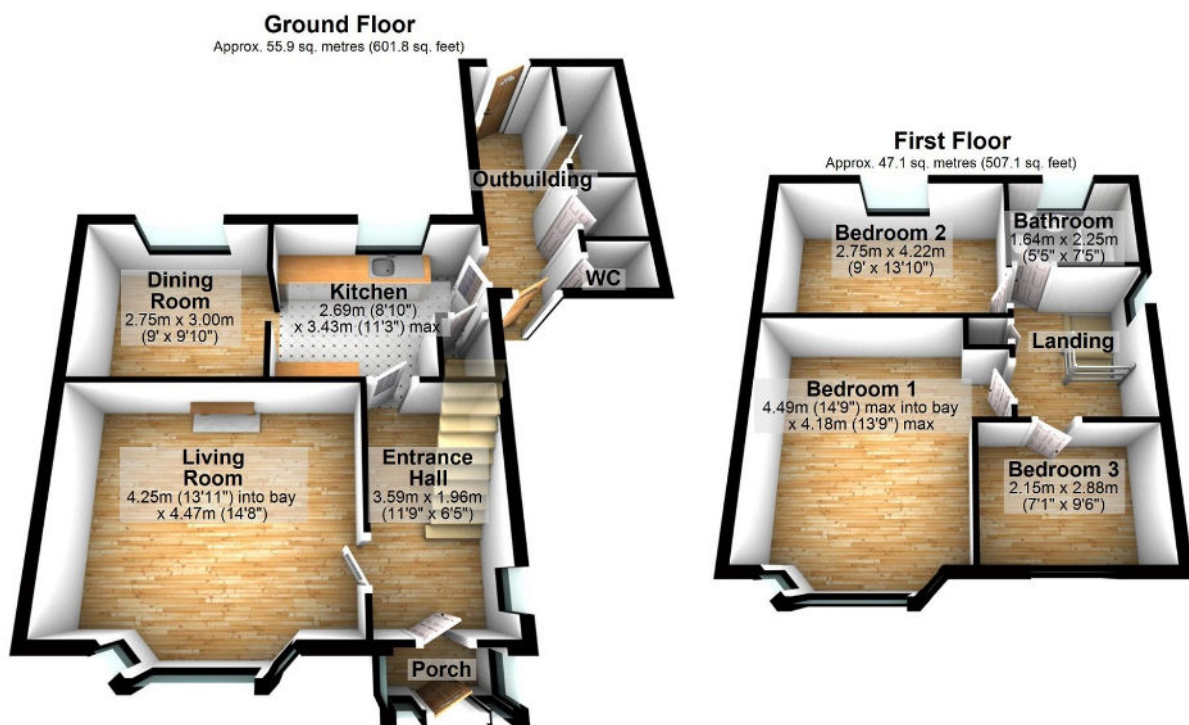 Ground Floor
Approx. 55.9 sq. metres (601.8 sq. feet)
Outbuilding
WC
Dining
Room
2.75m x 3.00m
(9' x 9'10")
Kitchen
2.69m (8'10")
x 3.43m (11'3") max
Living
Room
4.25m (13'11") into bay
x 4.47m (14'8")
Entrance
Hall
3.59m x 1.96m
(11'9" x 6'5")
Porch
First Floor
Approx. 47.1 sq. metres (507.1 sq. feet)
Bedroom 2
2.75m x 4.22m
(9' x 13'10")
Bathroom
1.64m x 2.25m
(5'5" x 7'5")
Landing
Bedroom 1
4.49m (14'9") max into bay
x 4.18m (13'9") max
Bedroom 3
2.15m x 2.88m
(7'1" x 9'6")